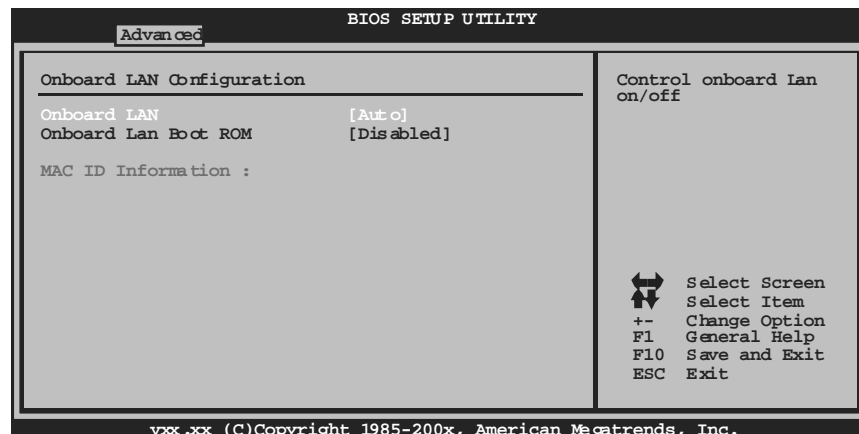 BIOS SETUP UTILITY
Advanced
Onboard LAN Configuration
Onboard LAN [Auto]
Onboard Lan Boot ROM [Disabled]
MAC ID Information :
Control onboard Lan
on/off
Select Screen
Select Item
+- Change Option
F1 General Help
F10 Save and Exit
ESC Exit
vxx.xx (C)Copyright 1985-200x, American Megatrends, Inc.